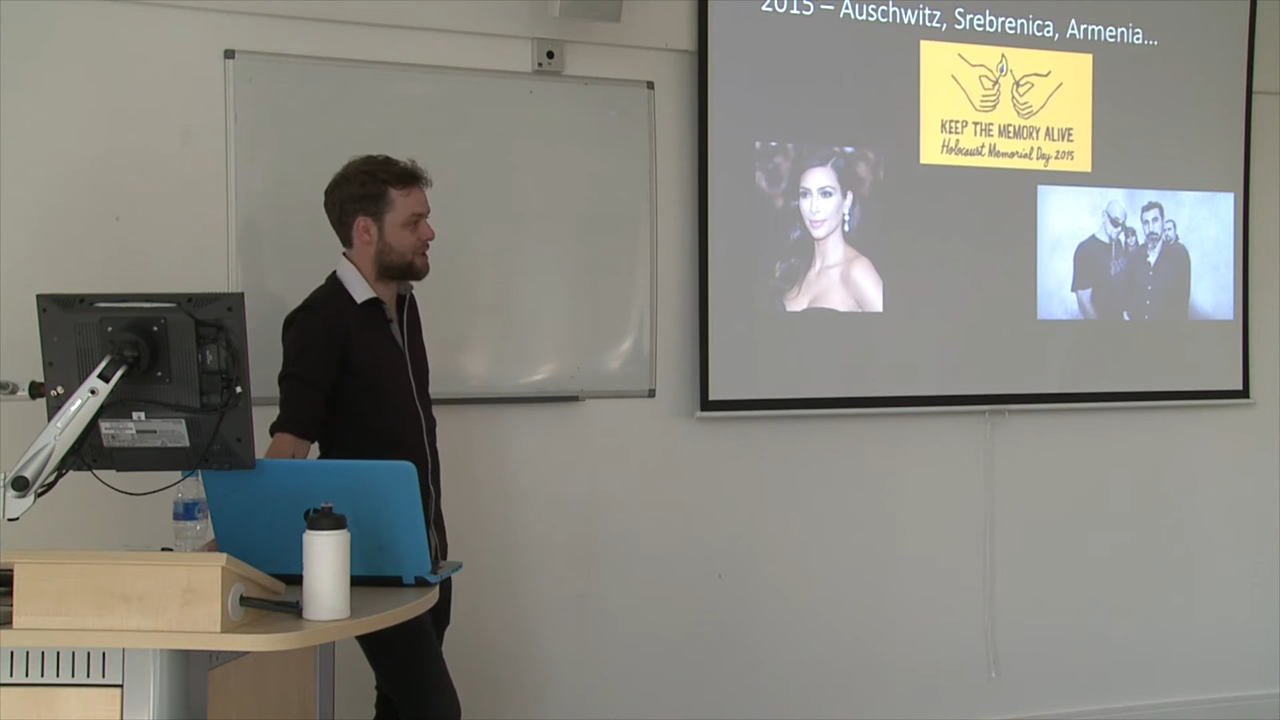 2015 – Auschwitz, Srebrenica, Armenia...
KEEP THE MEMORY ALIVE
Holocaust Memorial Day 2015